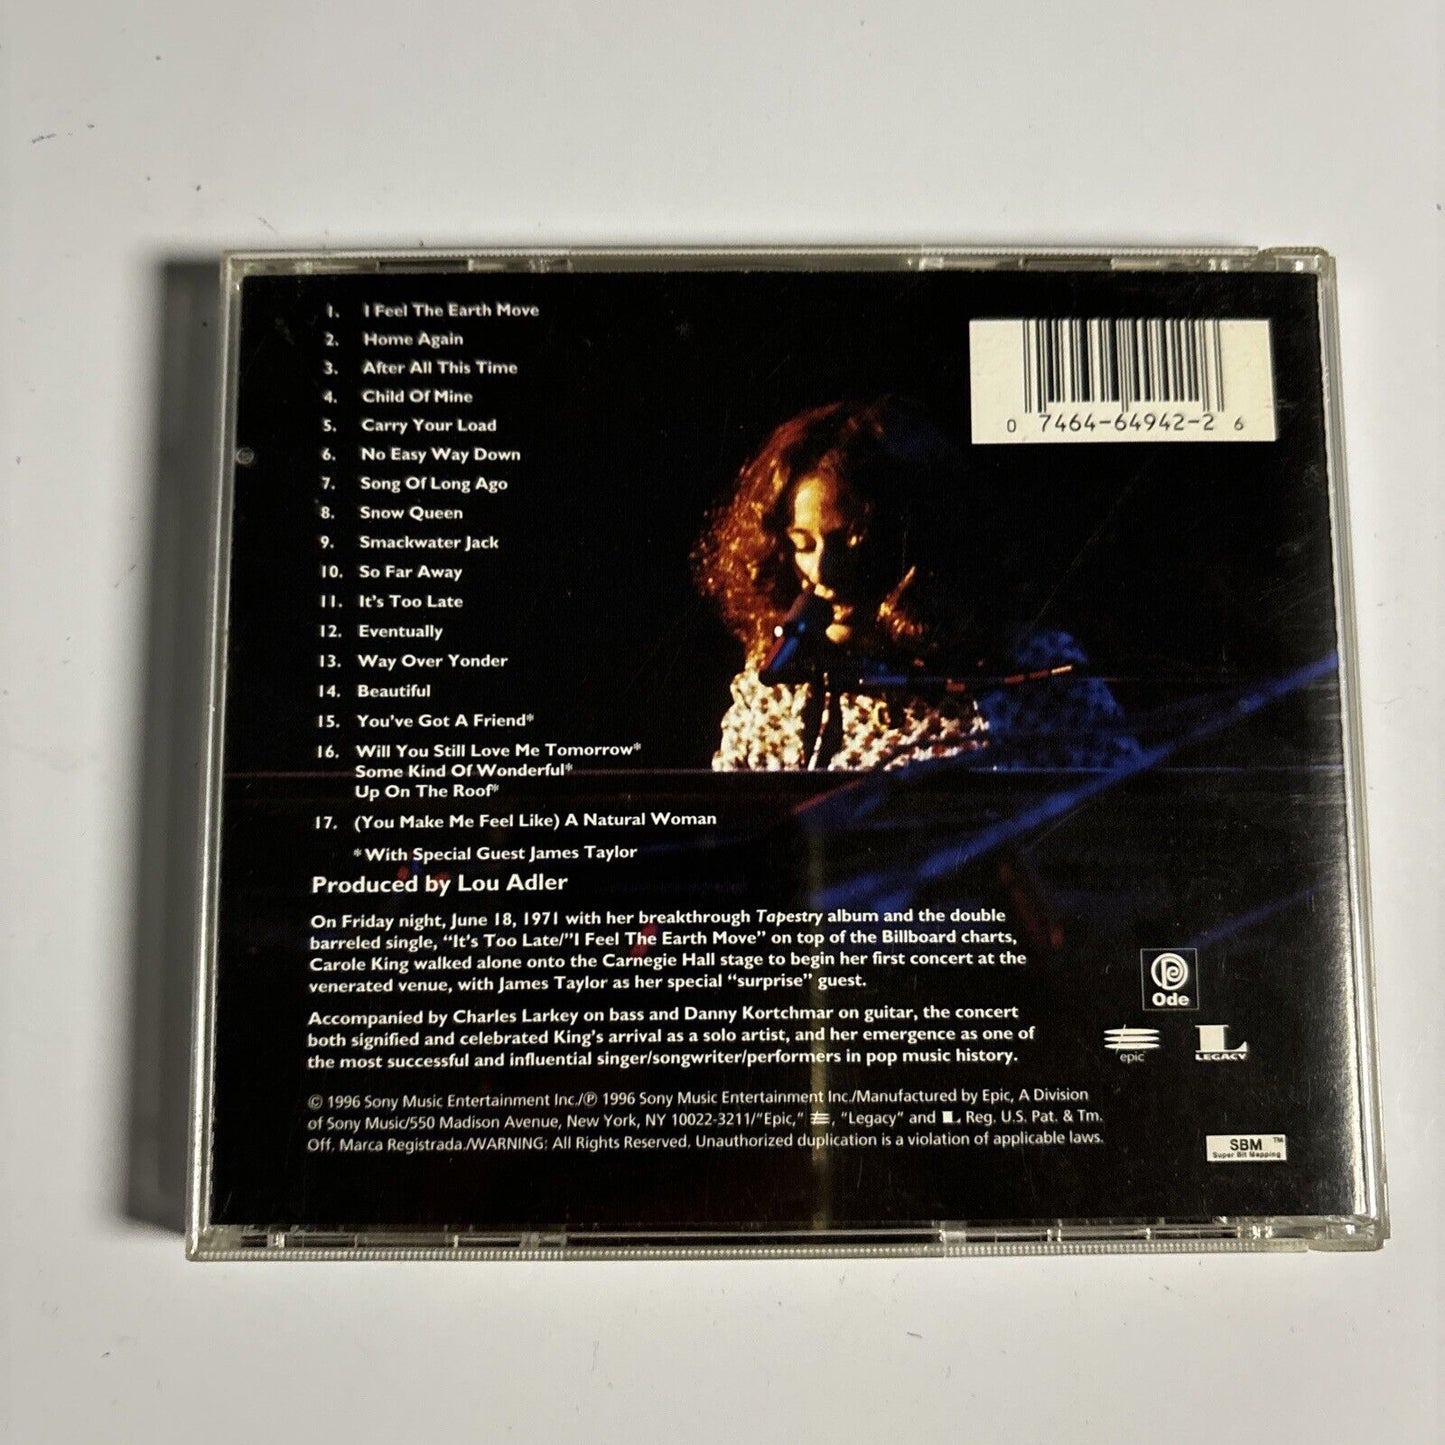 1. I Feel The Earth Move
2. Home Again
3. After All This Time
4. Child Of Mine
5. Carry Your Load
6. No Easy Way Down
7. Song Of Long Ago
8. Snow Queen
9. Smackwater Jack
10. So Far Away
11. It's Too Late
12. Eventually
13. Way Over Yonder
14. Beautiful
15. You've Got A Friend*
16. Will You Still Love Me Tomorrow*
Some Kind Of Wonderful*
Up On The Roof*
17. (You Make Me Feel Like) A Natural Woman
*With Special Guest James Taylor
Produced by Lou Adler
On Friday night, June 18, 1971 with her breakthrough Tapestry album and the double
barreled single, "It's Too Late/"I Feel The Earth Move" on top of the Billboard charts,
Carole King walked alone onto the Carnegie Hall stage to begin her first concert at the
venerated venue, with James Taylor as her special "surprise" guest.
Accompanied by Charles Larkey on bass and Danny Kortchmar on guitar, the concert
both signified and celebrated King's arrival as a solo artist, and her emergence as one of
the most successful and influential singer/songwriter/performers in pop music history.
© 1996 Sony Music Entertainment Inc./℗ 1996 Sony Music Entertainment Inc./Manufactured by Epic, A Division
of Sony Music/550 Madison Avenue, New York, NY 10022-3211/"Epic," , "Legacy" and L Reg. U.S. Pat. & Tm.
Off. Marca Registrada./WARNING: All Rights Reserved. Unauthorized duplication is a violation of applicable laws.
0 7464-64942-2 6
Ode
epic
L
LEGACY
SBM ™
Super Bit Mapping